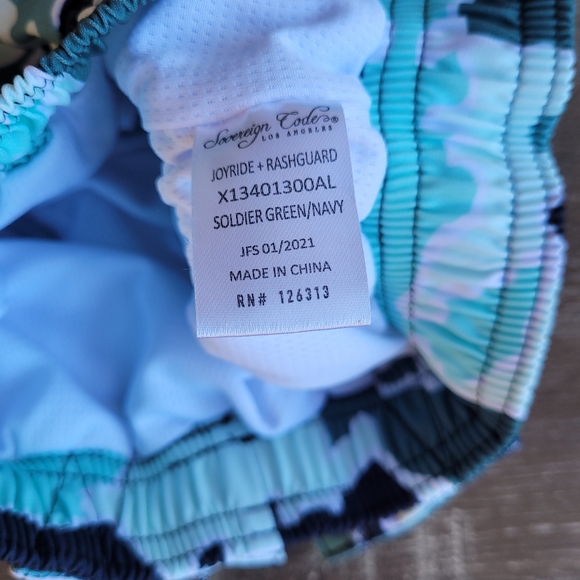 Sovereign Code®
LOS ANGELES
JOYRIDE + RASHGUARD
X13401300AL
SOLDIER GREEN/NAVY
JFS 01/2021
MADE IN CHINA
RN# 126313